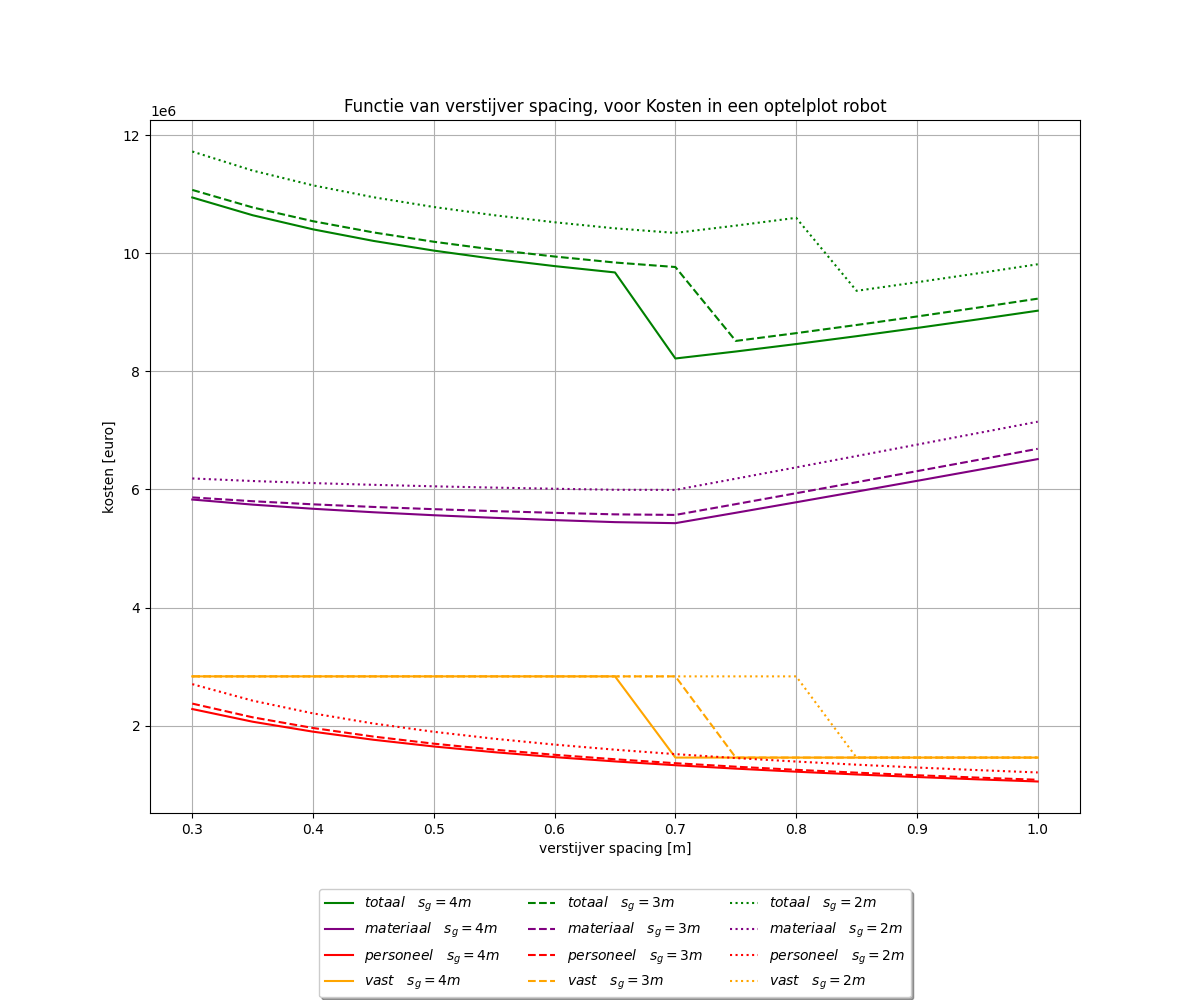 Functie van verstijver spacing, voor Kosten in een optelplot robot
1e6
12
10
8
6
4
2
kosten [euro]
0.3 0.4 0.5 0.6 0.7 0.8 0.9 1.0
verstijver spacing [m]
totaal s_g = 4m totaal s_g = 3m totaal s_g = 2m
materiaal s_g = 4m materiaal s_g = 3m materiaal s_g = 2m
personeel s_g = 4m personeel s_g = 3m personeel s_g = 2m
vast s_g = 4m vast s_g = 3m vast s_g = 2m